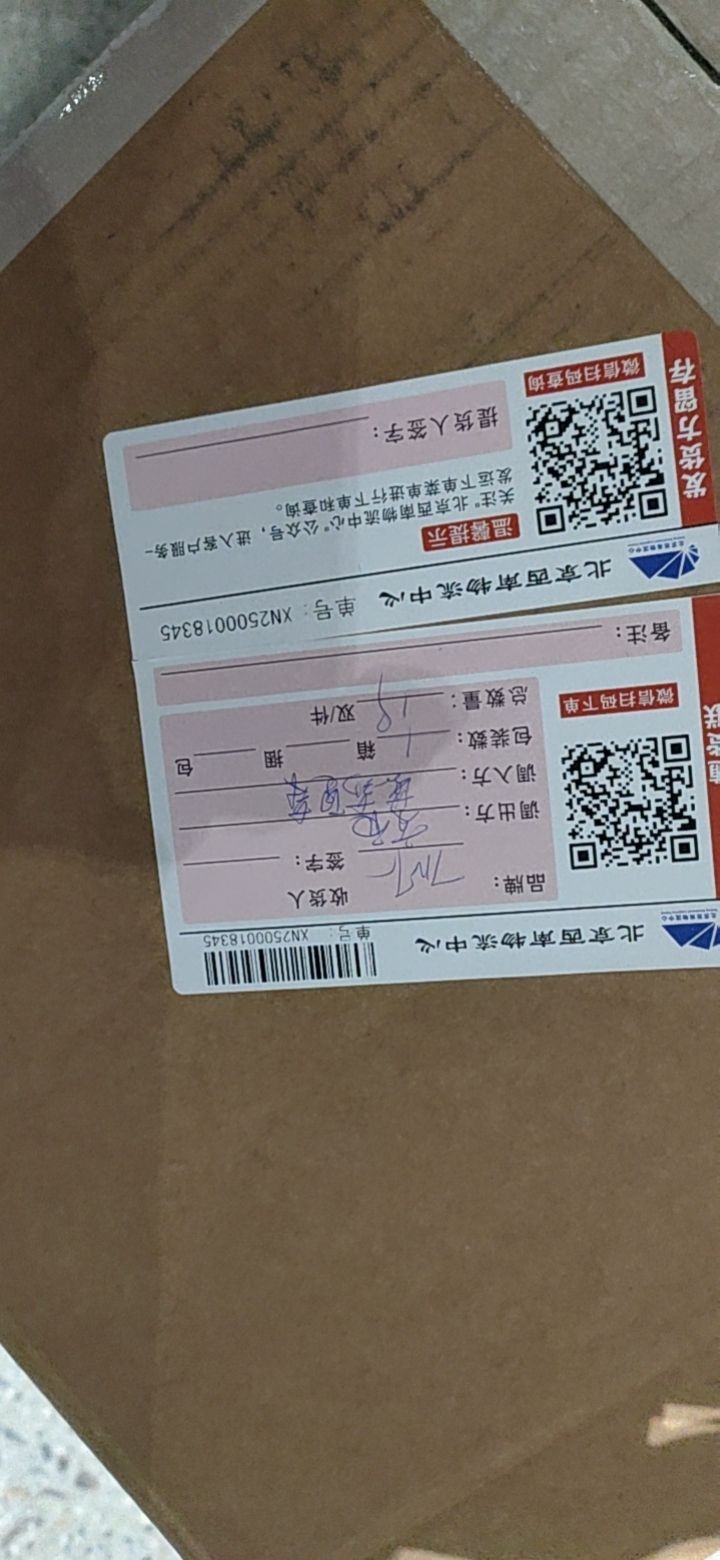 北京西南物流中心
单号: XN2500018345
品牌:
收货人
签字:
调出方:
调入方:
包装数: 1 箱 捆 包
总数量: 18 双/件
微信扫码下单
备注:
北京西南物流中心 单号: XN2500018345
温馨提示
关注“北京西南物流中心”公众号，进入客户服务-
发运下单菜单进行下单和查询。
提货人签字:
微信扫码查询
发货方留存